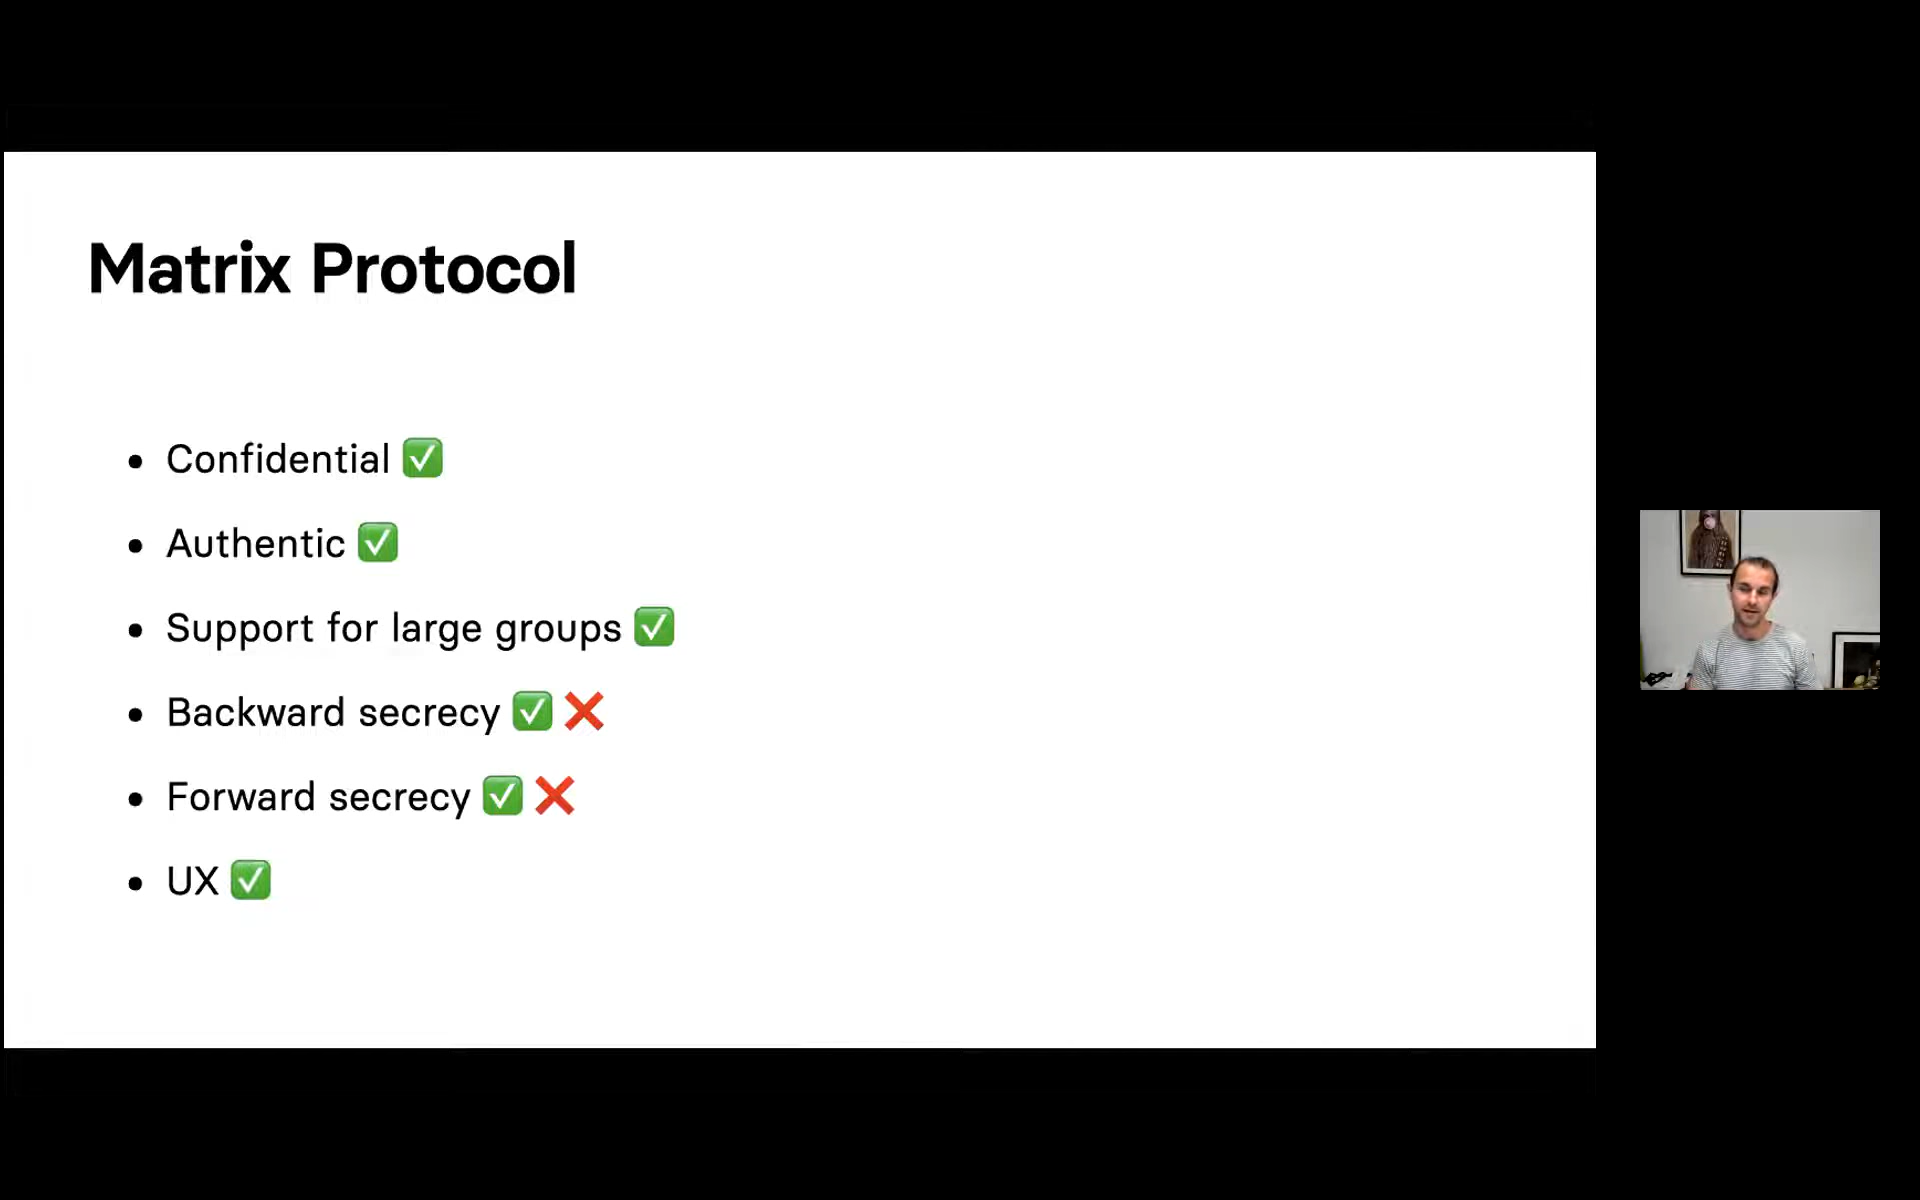 Matrix Protocol
• Confidential ✅
• Authentic ✅
• Support for large groups ✅
• Backward secrecy ✅ ❌
• Forward secrecy ✅ ❌
• UX ✅